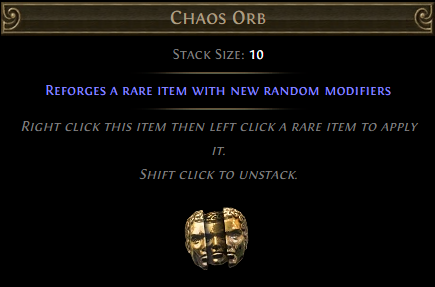 Chaos Orb
Stack Size: 10
Reforges a rare item with new random modifiers
Right click this item then left click a rare item to apply
it.
Shift click to unstack.